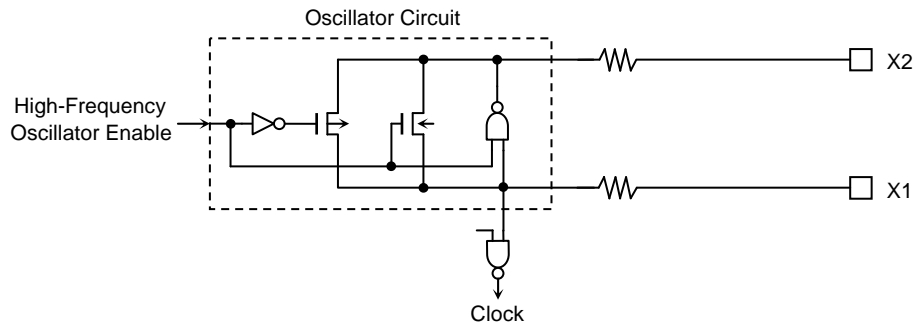 Oscillator Circuit
X2
High-Frequency
Oscillator Enable
X1
Clock